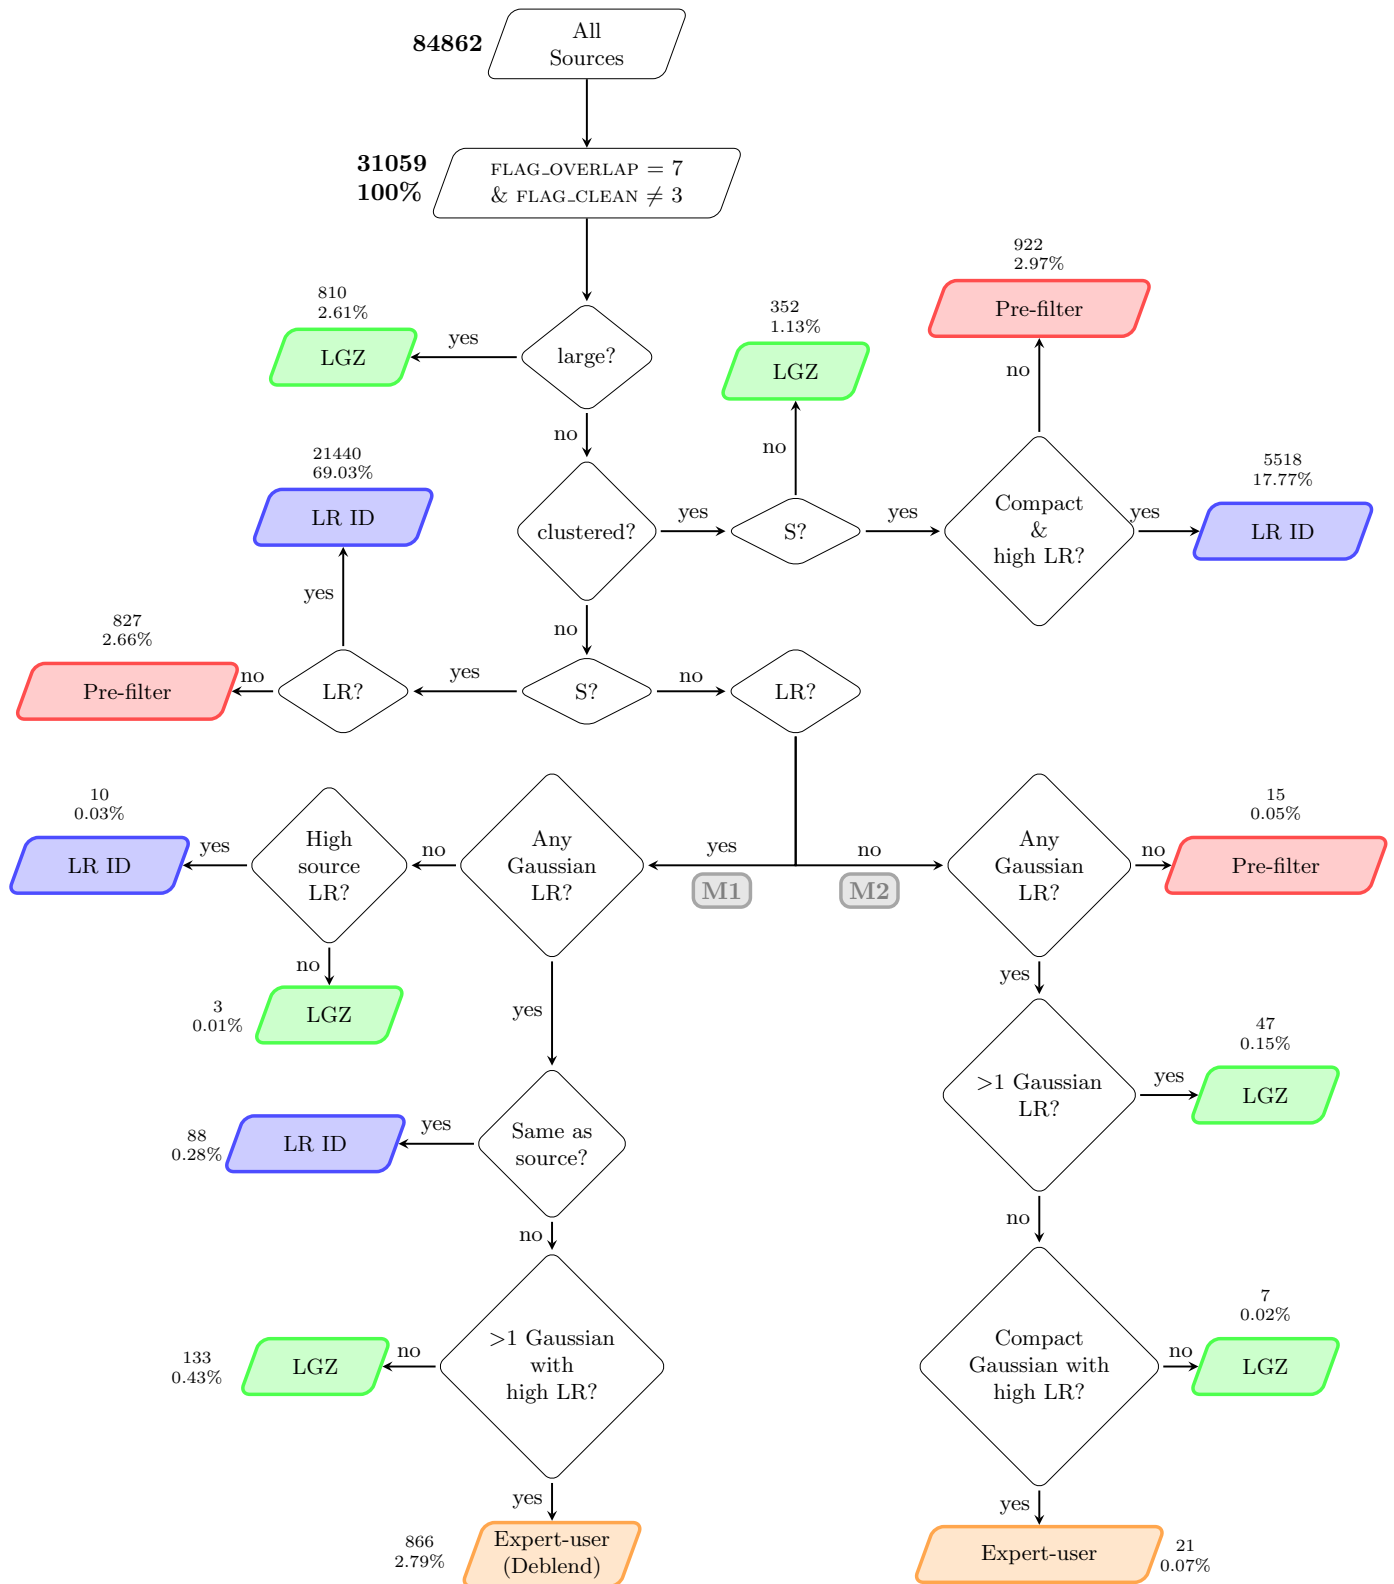 84862
All
Sources
31059
100%
FLAG_OVERLAP = 7
& FLAG_CLEAN ≠ 3
922
2.97%
Pre-filter
810
2.61%
LGZ
yes
large?
352
1.13%
LGZ
no
no
no
21440
69.03%
LR ID
clustered?
yes
S?
yes
Compact
&
high LR?
yes
5518
17.77%
LR ID
yes
no
827
2.66%
Pre-filter
no
LR?
yes
S?
no
LR?
10
0.03%
LR ID
yes
High
source
LR?
no
Any
Gaussian
LR?
yes
M1
no
M2
Any
Gaussian
LR?
no
15
0.05%
Pre-filter
no
3
0.01%
LGZ
yes
yes
47
0.15%
>1 Gaussian
LR?
yes
LGZ
88
0.28%
LR ID
yes
Same as
source?
no
no
133
0.43%
LGZ
no
>1 Gaussian
with
high LR?
Compact
Gaussian with
high LR?
no
7
0.02%
LGZ
yes
yes
866
2.79%
Expert-user
(Deblend)
Expert-user
21
0.07%